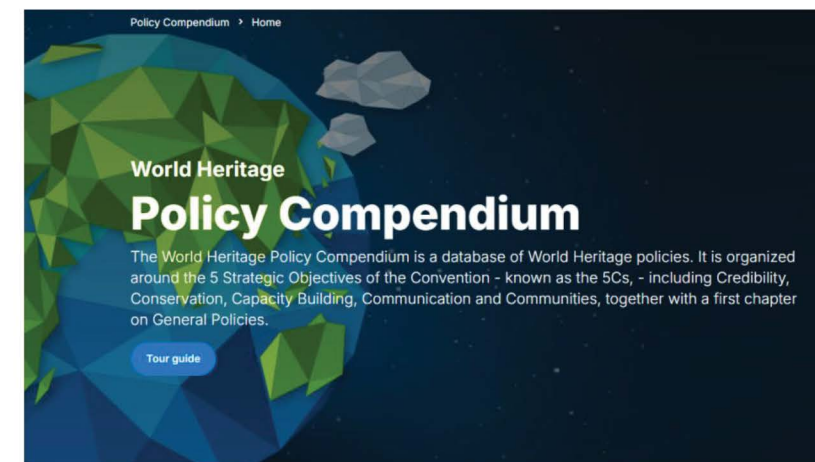 Policy Compendium › Home
World Heritage
Policy Compendium
The World Heritage Policy Compendium is a database of World Heritage policies. It is organized
around the 5 Strategic Objectives of the Convention - known as the 5Cs, - including Credibility,
Conservation, Capacity Building, Communication and Communities, together with a first chapter
on General Policies.
Tour guide